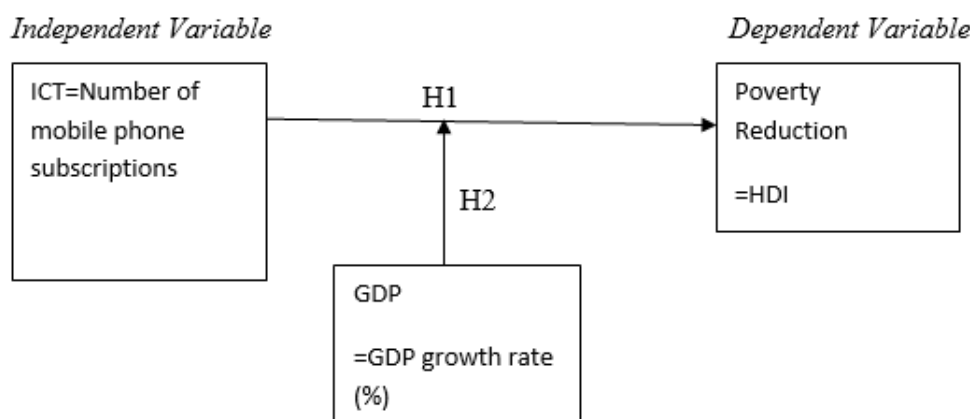 Independent Variable
Dependent Variable
ICT=Number of
mobile phone
subscriptions
H1
Poverty
Reduction
=HDI
H2
GDP
=GDP growth rate
(%)